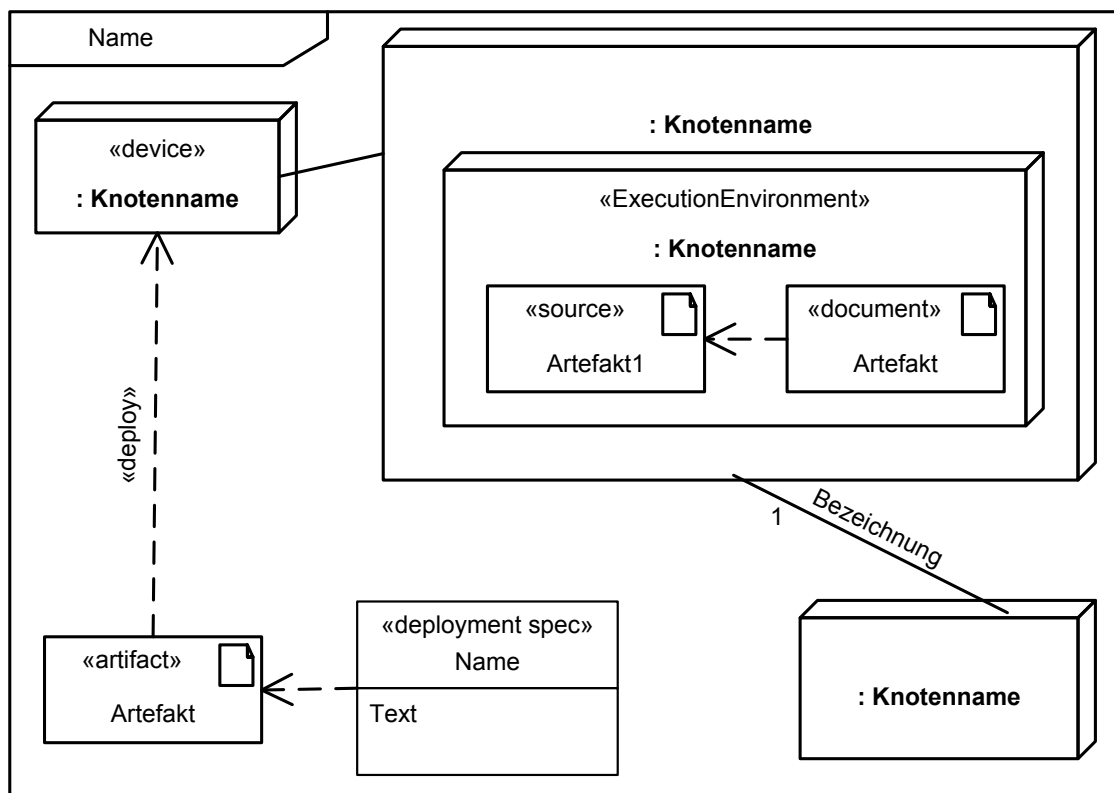 Name
«device»
: Knotenname
: Knotenname
«ExecutionEnvironment»
: Knotenname
«source»
Artefakt1
«document»
Artefakt
«deploy»
1
Bezeichnung
«artifact»
Artefakt
«deployment spec»
Name
Text
: Knotenname